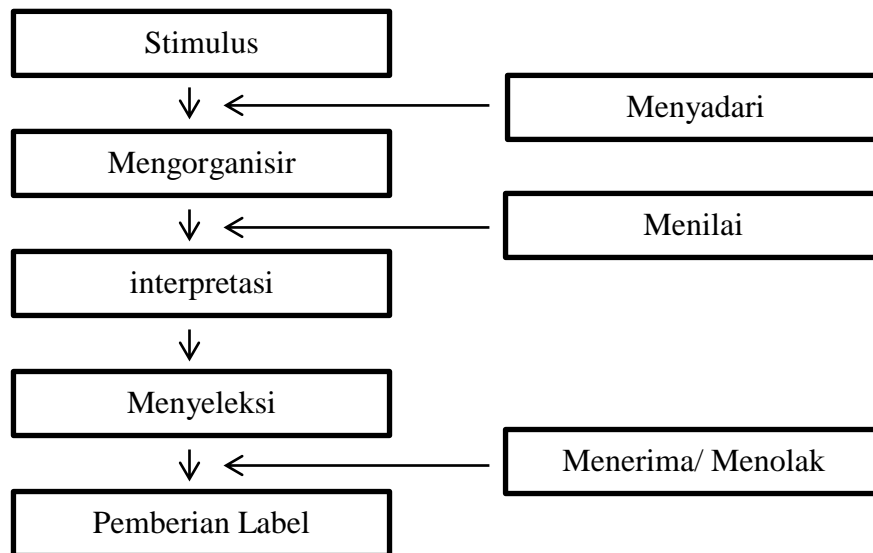 Stimulus
Menyadari
Mengorganisir
Menilai
interpretasi
Menyeleksi
Menerima/ Menolak
Pemberian Label